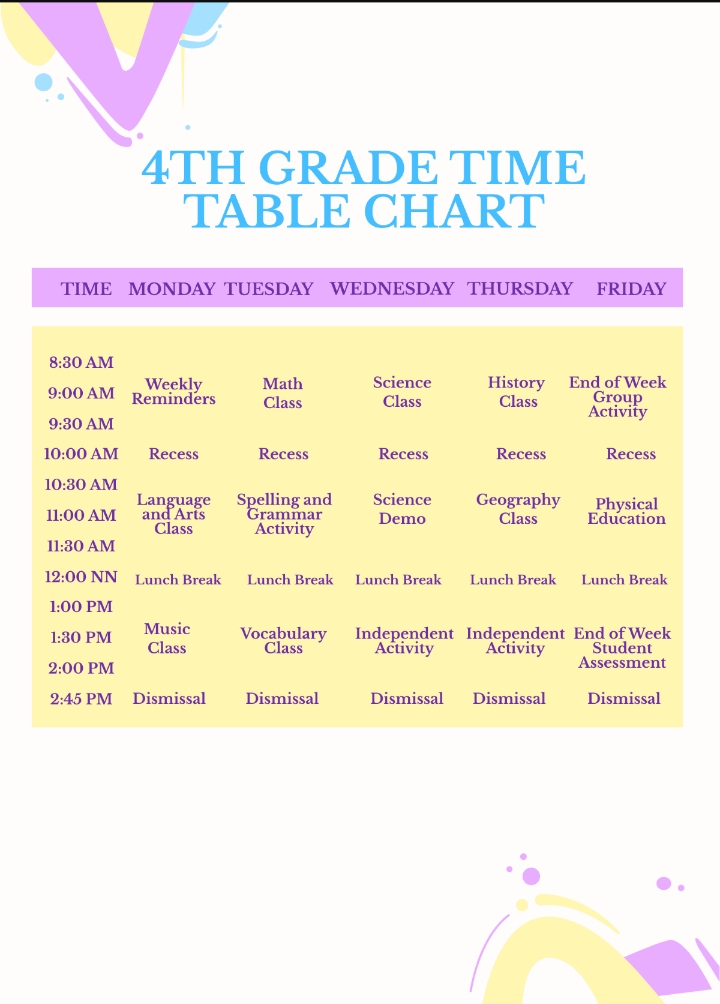 4TH GRADE TIME
TABLE CHART
TIME MONDAY TUESDAY WEDNESDAY THURSDAY FRIDAY
8:30 AM
9:00 AM
9:30 AM
Weekly
Reminders
Math
Class
Science
Class
History
Class
End of Week
Group
Activity
10:00 AM Recess Recess Recess Recess Recess
10:30 AM
11:00 AM
11:30 AM
Language
and Arts
Class
Spelling and
Grammar
Activity
Science
Demo
Geography
Class
Physical
Education
12:00 NN Lunch Break Lunch Break Lunch Break Lunch Break Lunch Break
1:00 PM
1:30 PM
2:00 PM
Music
Class
Vocabulary
Class
Independent
Activity
Independent
Activity
End of Week
Student
Assessment
2:45 PM Dismissal Dismissal Dismissal Dismissal Dismissal